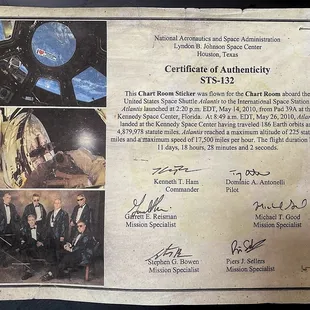 National Aeronautics and Space Administration
Lyndon B. Johnson Space Center
Houston, Texas
Certificate of Authenticity
STS-132
This Chart Room Sticker was flown for the Chart Room aboard the
United States Space Shuttle Atlantis to the International Space Station
Atlantis launched at 2:20 p.m. EDT, May 14, 2010, from Pad 39A at the
Kennedy Space Center, Florida. At 8:49 a.m. EDT, May 26, 2010,
landed at the Kennedy Space Center having traveled 186 Earth orbits
4,879,978 statute miles. Atlantis reached a maximum altitude of 225 statute
miles and a maximum speed of 17,500 miles per hour. The flight duration
11 days, 18 hours, 28 minutes and 2 seconds.
Kenneth T. Ham
Commander
Dominic A. Antonelli
Pilot
Garrett E. Reisman
Mission Specialist
Michael T. Good
Mission Specialist
Stephen G. Bowen
Mission Specialist
Piers J. Sellers
Mission Specialist